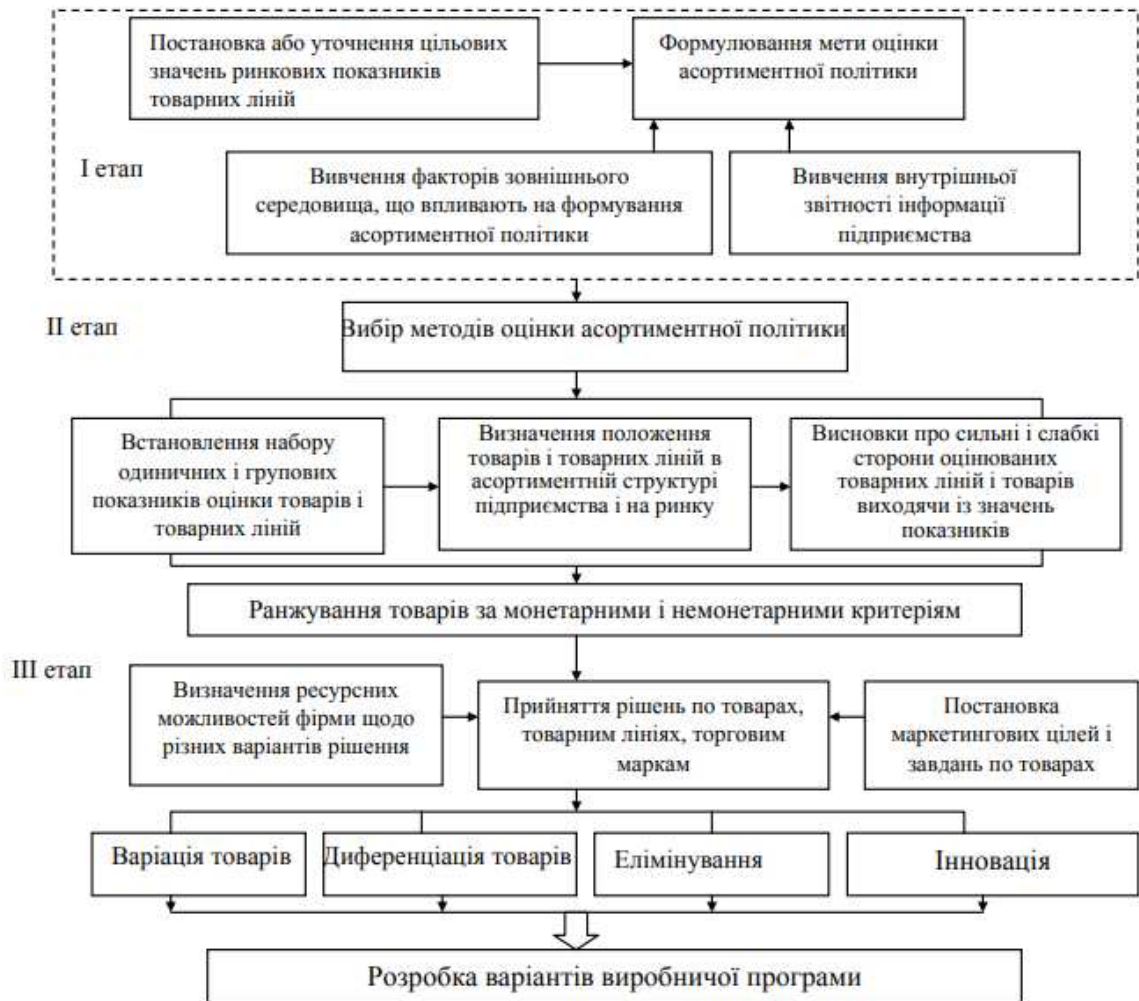 Постановка або уточнення цільових
значень ринкових показників
товарних ліній
Формулювання мети оцінки
асортиментної політики
І етап
Вивчення факторів зовнішнього
середовища, що впливають на формування
асортиментної політики
Вивчення внутрішньої
звітності інформації
підприємства
ІІ етап
Вибір методів оцінки асортиментної політики
Встановлення набору
одиничних і групових
показників оцінки товарів і
товарних ліній
Визначення положення
товарів і товарних ліній в
асортиментній структурі
підприємства і на ринку
Висновки про сильні і слабкі
сторони оцінюваних
товарних ліній і товарів
виходячи із значень
показників
Ранжування товарів за монетарними і немонетарними критеріям
ІІІ етап
Визначення ресурсних
можливостей фірми щодо
різних варіантів рішення
Прийняття рішень по товарах,
товарним лініях, торговим
маркам
Постановка
маркетингових цілей і
завдань по товарах
Варіація товарів
Диференціація товарів
Елімінування
Інновація
Розробка варіантів виробничої програми